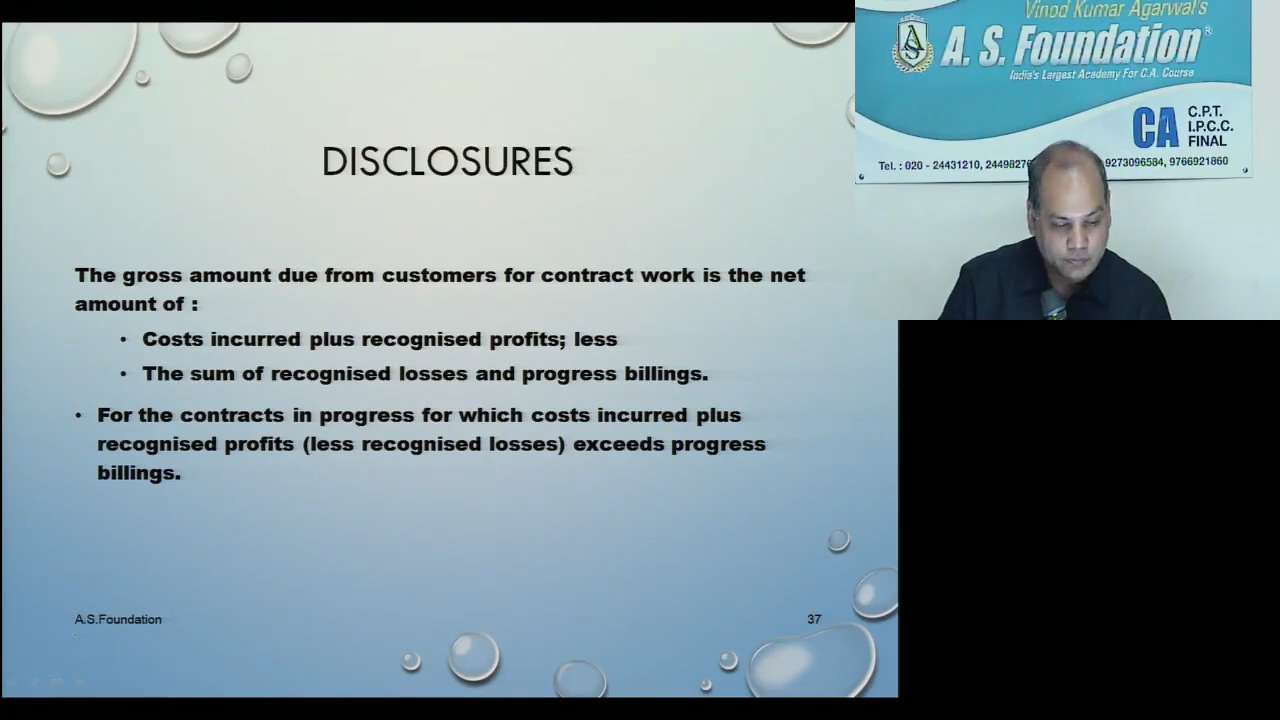 DISCLOSURES
The gross amount due from customers for contract work is the net
amount of :
• Costs incurred plus recognised profits; less
• The sum of recognised losses and progress billings.
• For the contracts in progress for which costs incurred plus
recognised profits (less recognised losses) exceeds progress
billings.
A.S.Foundation
37
Vinod Kumar Agarwal's
A. S. Foundation®
India's Largest Academy For C.A. Course
CA
C.P.T.
I.P.C.C.
FINAL
Tel. : 020 - 24431210, 9273096584, 9766921860